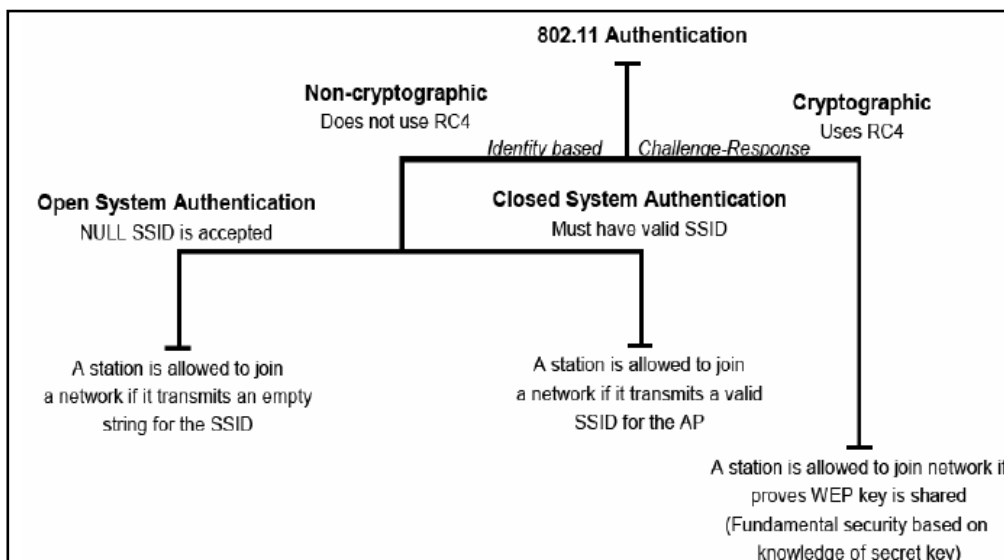 802.11 Authentication
Non-cryptographic
Does not use RC4
Cryptographic
Uses RC4
Identity based
Challenge-Response
Open System Authentication
NULL SSID is accepted
Closed System Authentication
Must have valid SSID
A station is allowed to join
a network if it transmits an empty
string for the SSID
A station is allowed to join
a network if it transmits a valid
SSID for the AP
A station is allowed to join network if
proves WEP key is shared
(Fundamental security based on
knowledge of secret key)